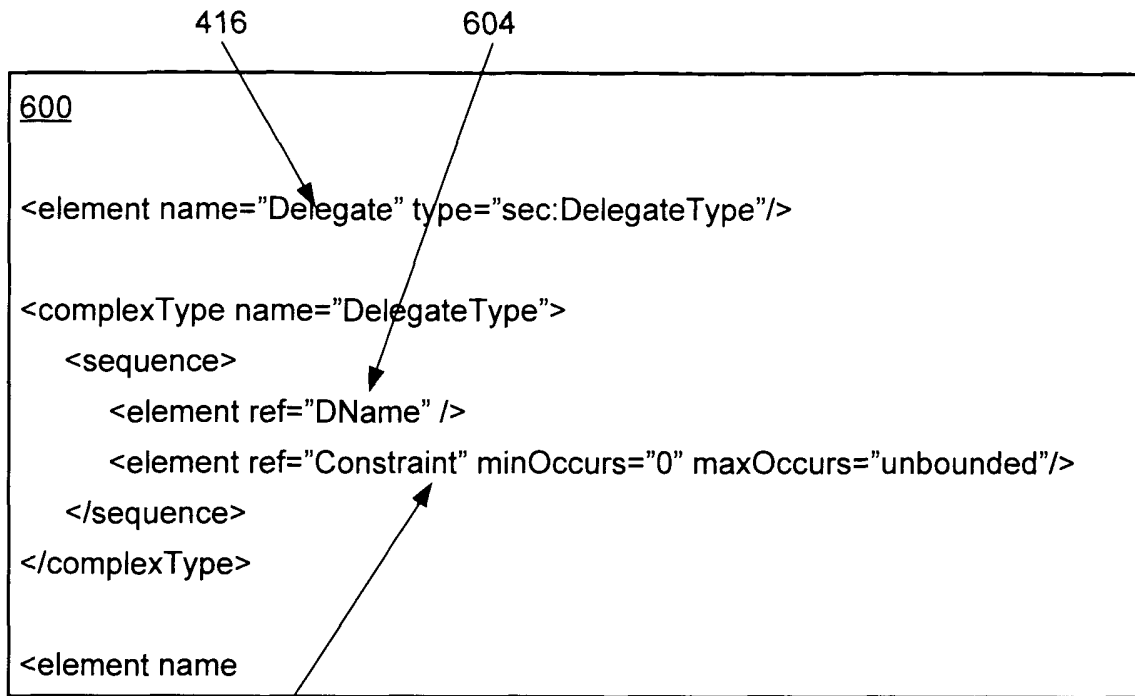 416 604
600
<element name=”Delegate” type=”sec:DelegateType”/>
<complexType name=”DelegateType”>
<sequence>
<element ref=”DName” />
<element ref=”Constraint” minOccurs=”0” maxOccurs=”unbounded”/>
</sequence>
</complexType>
<element name